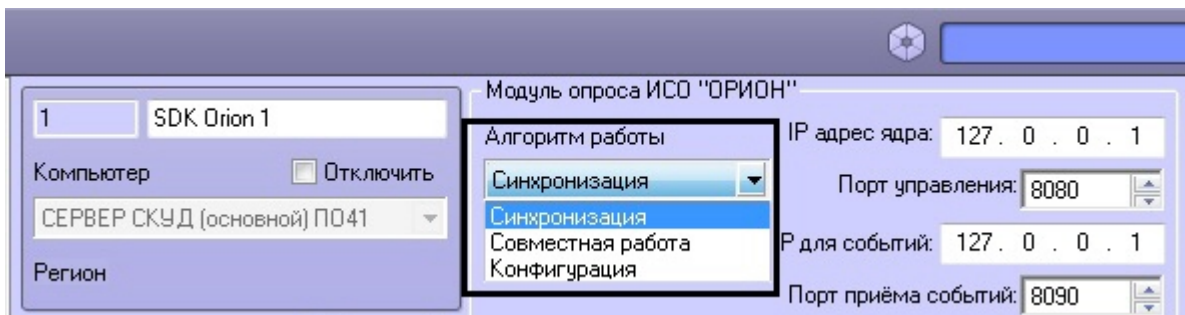 1
SDK Orion 1
Компьютер
Отключить
СЕРВЕР СКУД (основной) ПО41
Регион
Модуль опроса ИСО "ОРИОН"
Алгоритм работы
Синхронизация
Синхронизация
Совместная работа
Конфигурация
IP адрес ядра: 127 . 0 . 0 . 1
Порт управления: 8080
P для событий: 127 . 0 . 0 . 1
Порт приёма событий: 8090